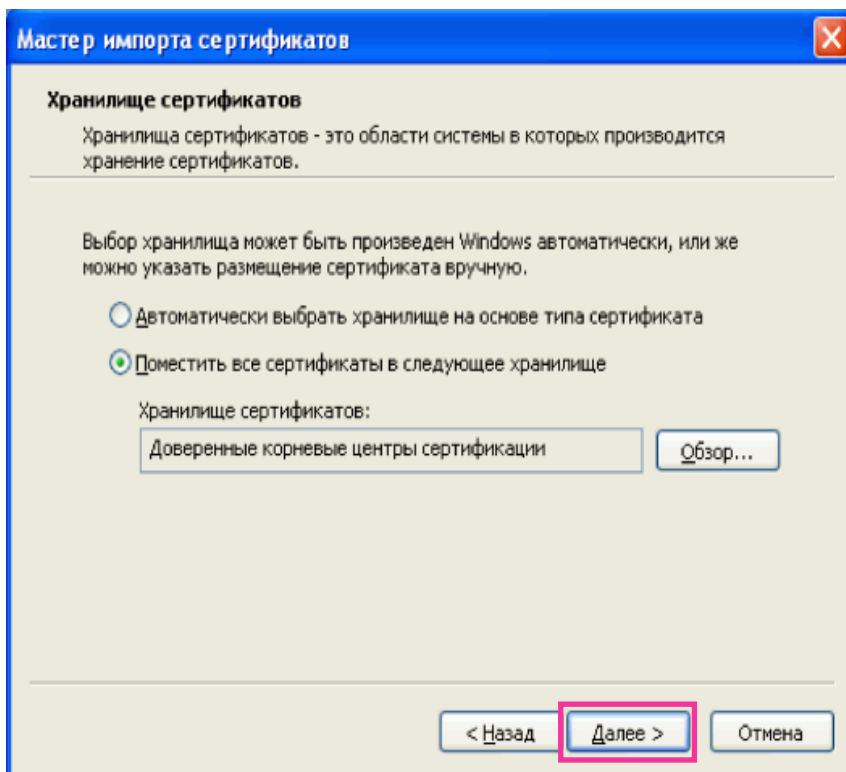 Мастер импорта сертификатов
Хранилище сертификатов
Хранилища сертификатов - это области системы в которых производится
хранение сертификатов.
Выбор хранилища может быть произведен Windows автоматически, или же
можно указать размещение сертификата вручную.
Автоматически выбрать хранилище на основе типа сертификата
Поместить все сертификаты в следующее хранилище
Хранилище сертификатов:
Доверенные корневые центры сертификации
Обзор...
< Назад
Далее >
Отмена